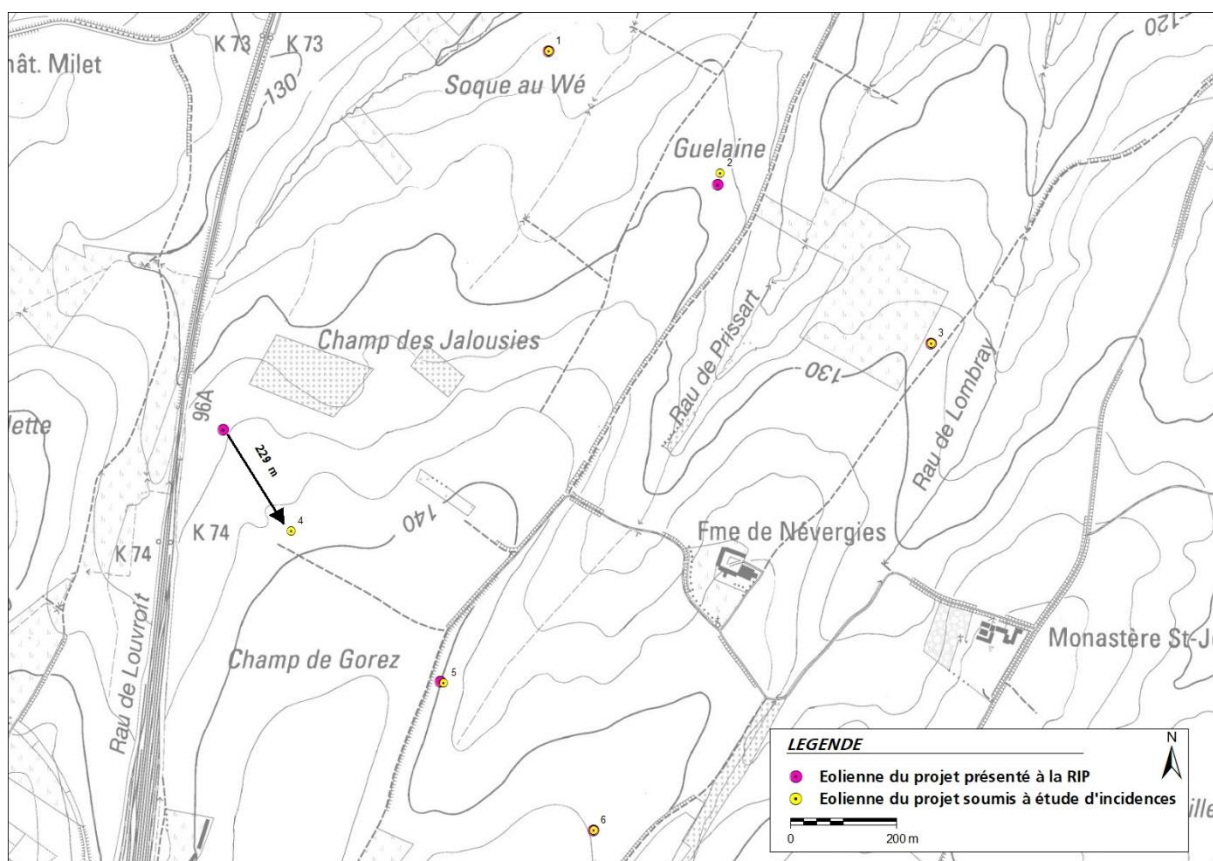 K 73
K 73
hât. Milet
130
1
Soque au Wé
120
Guelaine
2
Rau de Prissart
3
130
Rau de Lombray
Champ des Jalousies
96A
229 m
4
lette
K 74
K 74
140
Fme de Névergies
Rau de Louvroit
Champ de Gorez
5
Monastère St-J
6
LEGENDE
N
Eolienne du projet présenté à la RIP
Eolienne du projet soumis à étude d'incidences
0
200 m
ille